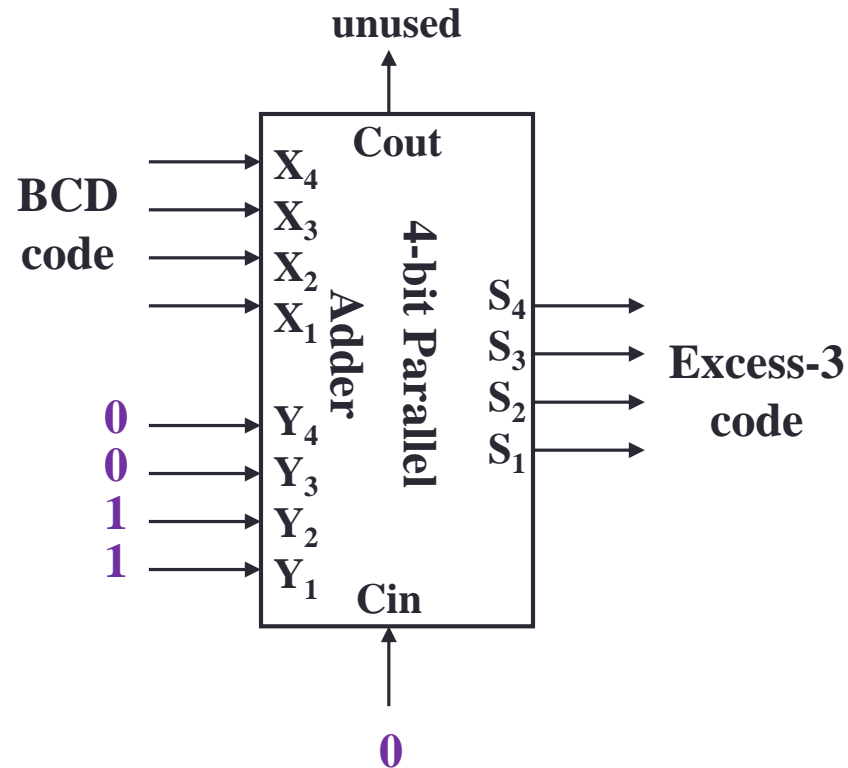 unused
Cout
BCD
code
X₄
X₃
X₂
X₁
4-bit Parallel
Adder
S₄
S₃
S₂
S₁
Excess-3
code
0
0
1
1
Y₄
Y₃
Y₂
Y₁
Cin
0